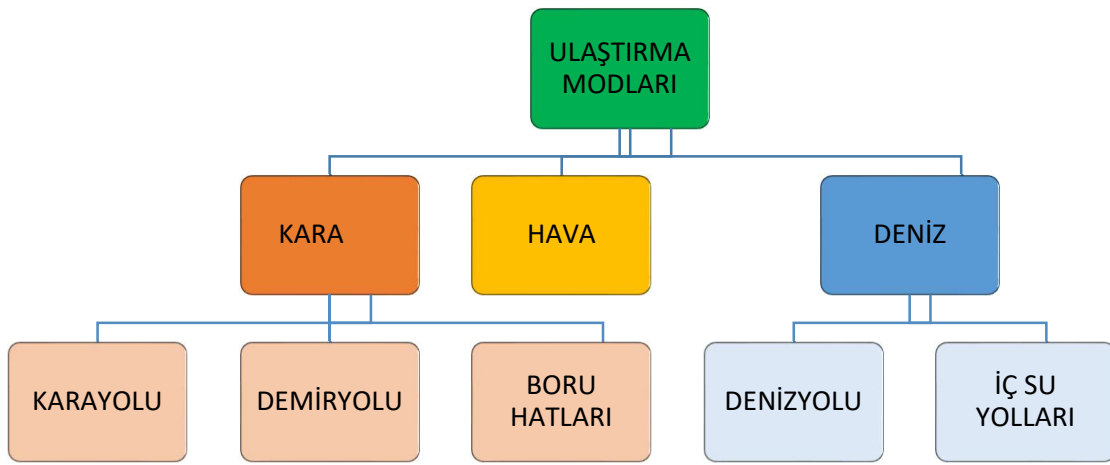 ULAŞTIRMA
MODLARI
KARA
HAVA
DENİZ
KARAYOLU
DEMİRYOLU
BORU
HATLARI
DENİZYOLU
İÇ SU
YOLLARI